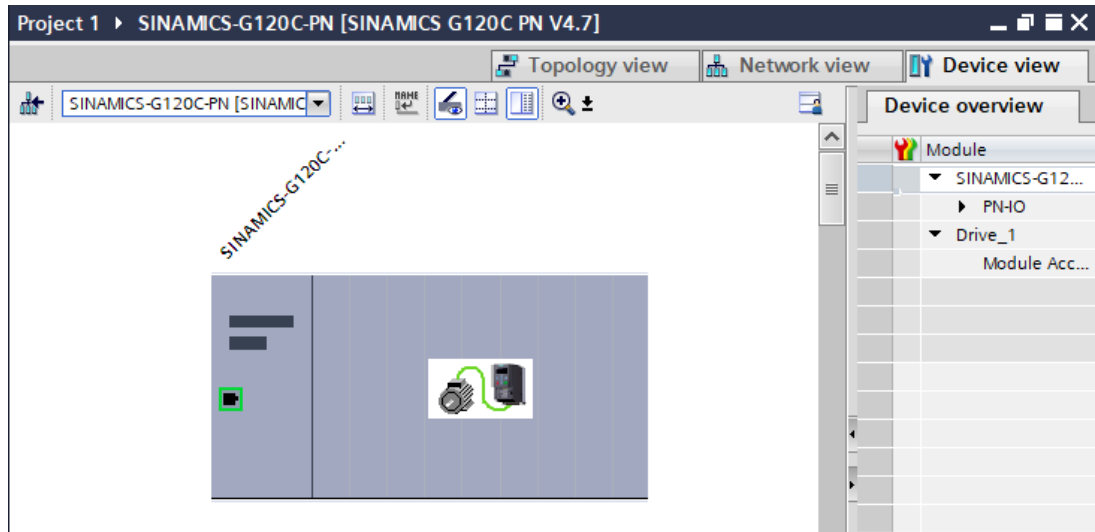 Project 1 ▸ SINAMICS-G120C-PN [SINAMICS G120C PN V4.7]
Topology view
Network view
Device view
SINAMICS-G120C-PN [SINAMIC
NAME
Device overview
Module
SINAMICS-G12...
PN-IO
Drive_1
Module Acc...
SINAMICS-G120C-...